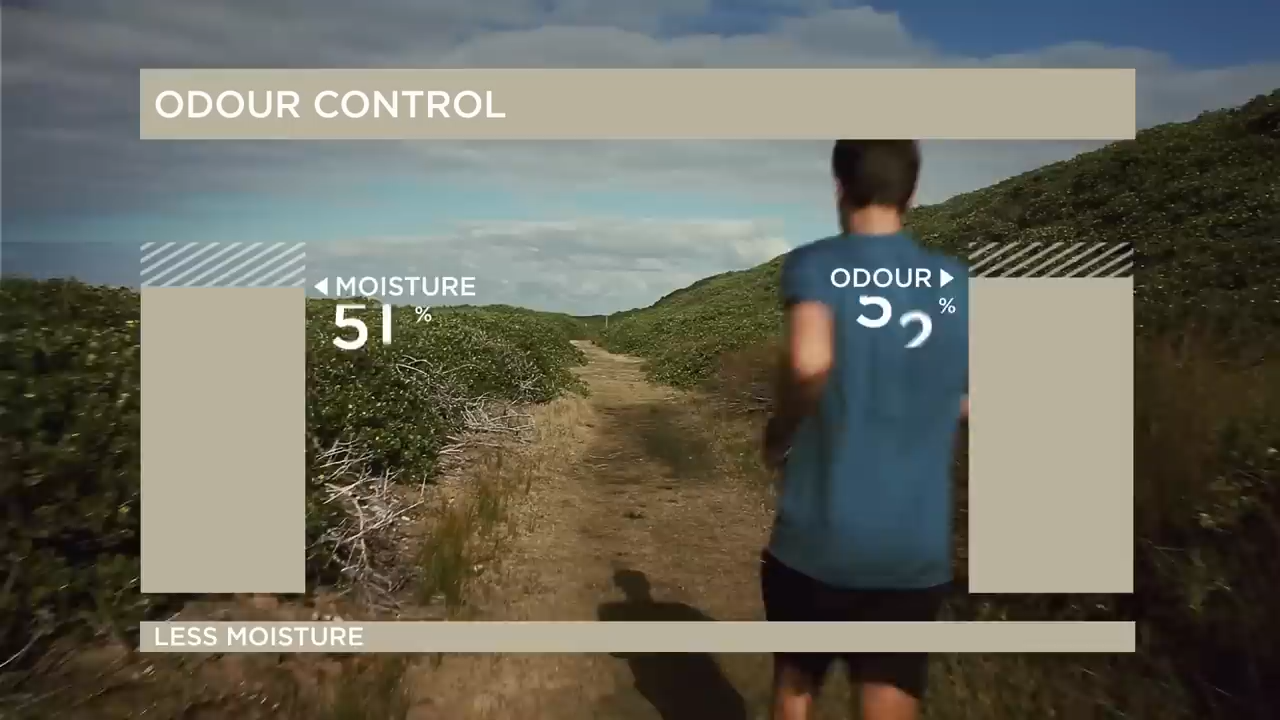 ODOUR CONTROL
MOISTURE
51 %
ODOUR
%
LESS MOISTURE